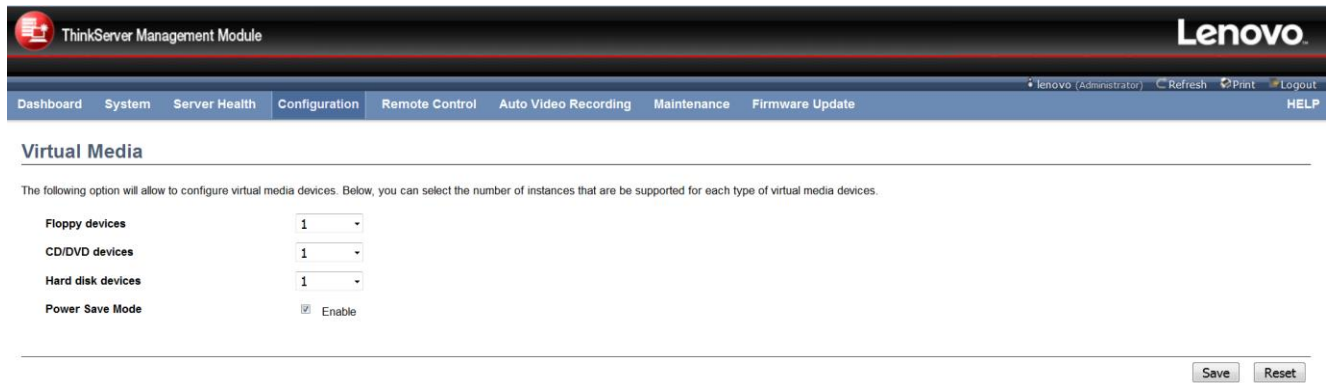 ThinkServer Management Module
Lenovo
lenovo (Administrator) Refresh Print Logout
Dashboard System Server Health Configuration Remote Control Auto Video Recording Maintenance Firmware Update HELP
Virtual Media
The following option will allow to configure virtual media devices. Below, you can select the number of instances that are be supported for each type of virtual media devices.
Floppy devices 1
CD/DVD devices 1
Hard disk devices 1
Power Save Mode Enable
Save Reset